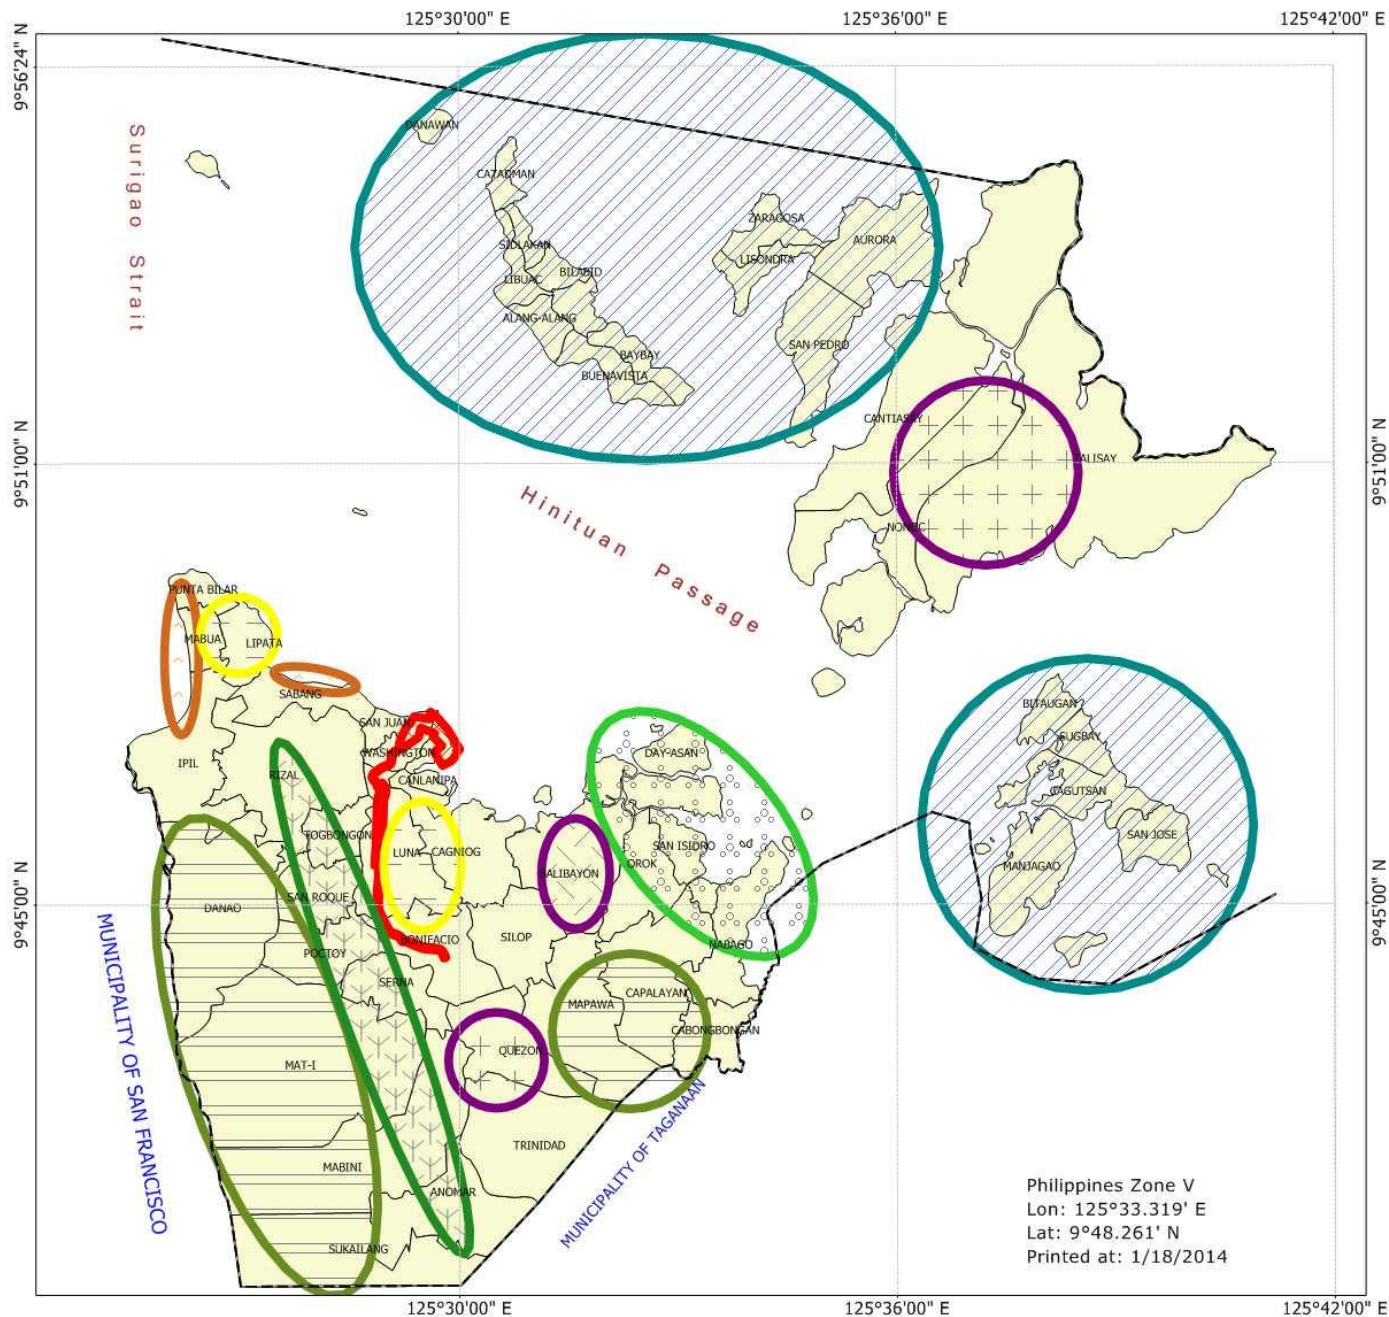 125°30'00" E
125°36'00" E
125°42'00" E
9°56'24" N
Surigao Strait
DANAWAN
CATADMAN
ZARAGOSA
AURORA
SIDLAKAN
LISONDRA
BILABID
LIBUAC
ALANG-ALANG
SAN PEDRO
BAYBAY
BUENAVISTA
CANTIASAY
9°51'00" N
ALISAY
9°51'0" N
Hinituan Passage
PUNTA BILAR
MABUA
LIPATA
SABANG
BITAUGAN
SAN JUAN
SUGBAY
WASHINGTON
DAY-ASAN
IPIL
RIZAL
CANLANIPA
CAGUTSAN
TOGBONGON
SAN JOSE
LUNA
CAGNIOG
SAN ISIDRO
OROK
MANJAGAO
BALIBAYON
SAN ROQUE
9°45'00" N
9°45'0" N
DANAO
BONIFACIO
SILOP
NABAGO
POCTOY
SERNA
CAPALAYAN
MAPAWA
CABONGBONGAN
MUNICIPALITY OF SAN FRANCISCO
QUEZON
MAT-I
MUNICIPALITY OF TAGANAAN
TRINIDAD
MABINI
ANOMAR
SUKAILANG
Philippines Zone V
Lon: 125°33.319' E
Lat: 9°48.261' N
Printed at: 1/18/2014
125°30'00" E
125°36'00" E
125°42'00" E